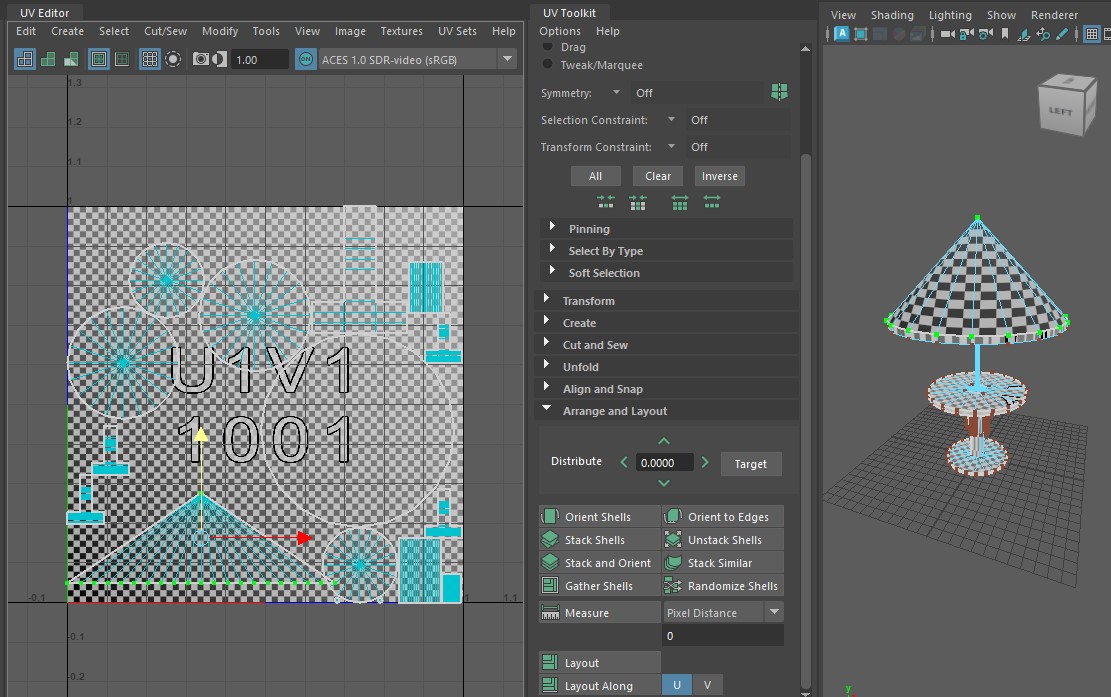 UV Editor
Edit Create Select Cut/Sew Modify Tools View Image Textures UV Sets Help
1.00
ON
ACES 1.0 SDR-video (sRGB)
1.3
1.2
1.1
1
U1V1
1001
-0.1
1
1.1
-0.1
-0.2
UV Toolkit
Options Help
Drag
Tweak/Marquee
Symmetry: Off
Selection Constraint: Off
Transform Constraint: Off
All Clear Inverse
Pinning
Select By Type
Soft Selection
Transform
Create
Cut and Sew
Unfold
Align and Snap
Arrange and Layout
Distribute 0.0000 Target
Orient Shells Orient to Edges
Stack Shells Unstack Shells
Stack and Orient Stack Similar
Gather Shells Randomize Shells
Measure Pixel Distance
0
Layout
Layout Along U V
View Shading Lighting Show Renderer
A
LEFT
y